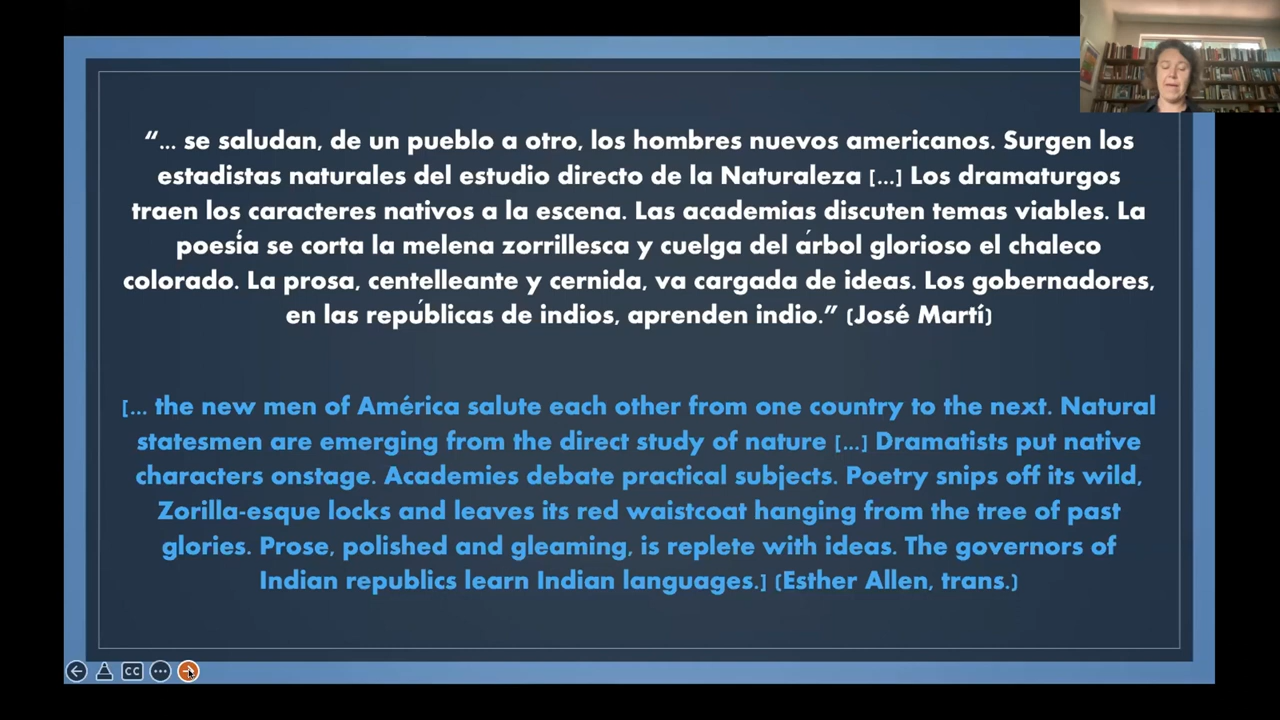 “... se saludan, de un pueblo a otro, los hombres nuevos americanos. Surgen los
estadistas naturales del estudio directo de la Naturaleza [...] Los dramaturgos
traen los caracteres nativos a la escena. Las academias discuten temas viables. La
poesía se corta la melena zorrillesca y cuelga del árbol glorioso el chaleco
colorado. La prosa, centelleante y cernida, va cargada de ideas. Los gobernadores,
en las repúblicas de indios, aprenden indio.” (José Martí)
[... the new men of América salute each other from one country to the next. Natural
statesmen are emerging from the direct study of nature [...] Dramatists put native
characters onstage. Academies debate practical subjects. Poetry snips off its wild,
Zorilla-esque locks and leaves its red waistcoat hanging from the tree of past
glories. Prose, polished and gleaming, is replete with ideas. The governors of
Indian republics learn Indian languages.] (Esther Allen, trans.)
CC